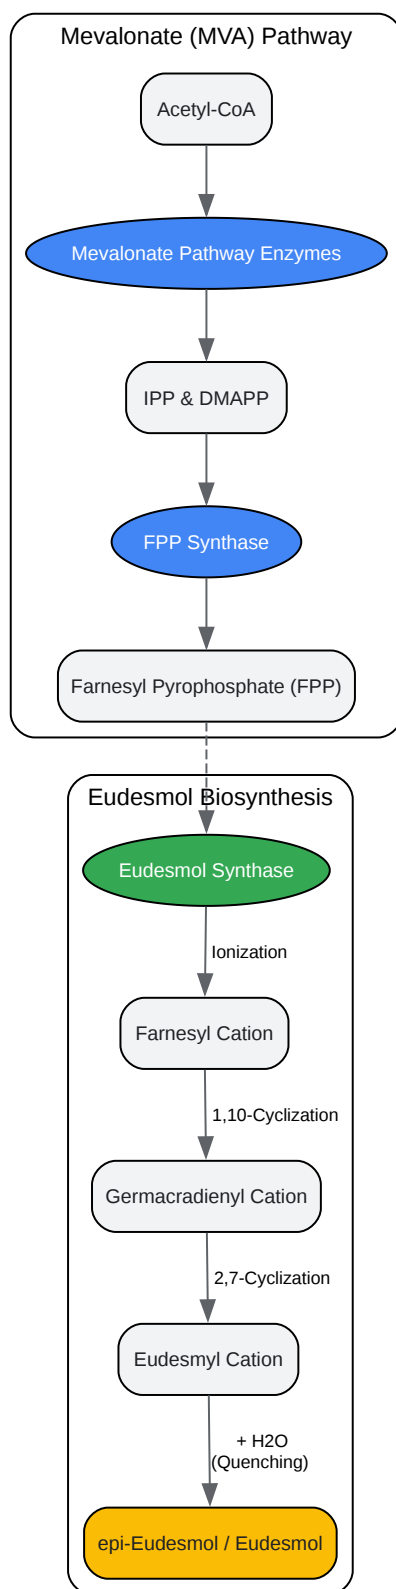 Mevalonate (MVA) Pathway
Acetyl-CoA
Mevalonate Pathway Enzymes
IPP & DMAPP
FPP Synthase
Farnesyl Pyrophosphate (FPP)
Eudesmol Biosynthesis
Eudesmol Synthase
Ionization
Farnesyl Cation
1,10-Cyclization
Germacradienyl Cation
2,7-Cyclization
Eudesmyl Cation
+ H2O
(Quenching)
epi-Eudesmol / Eudesmol